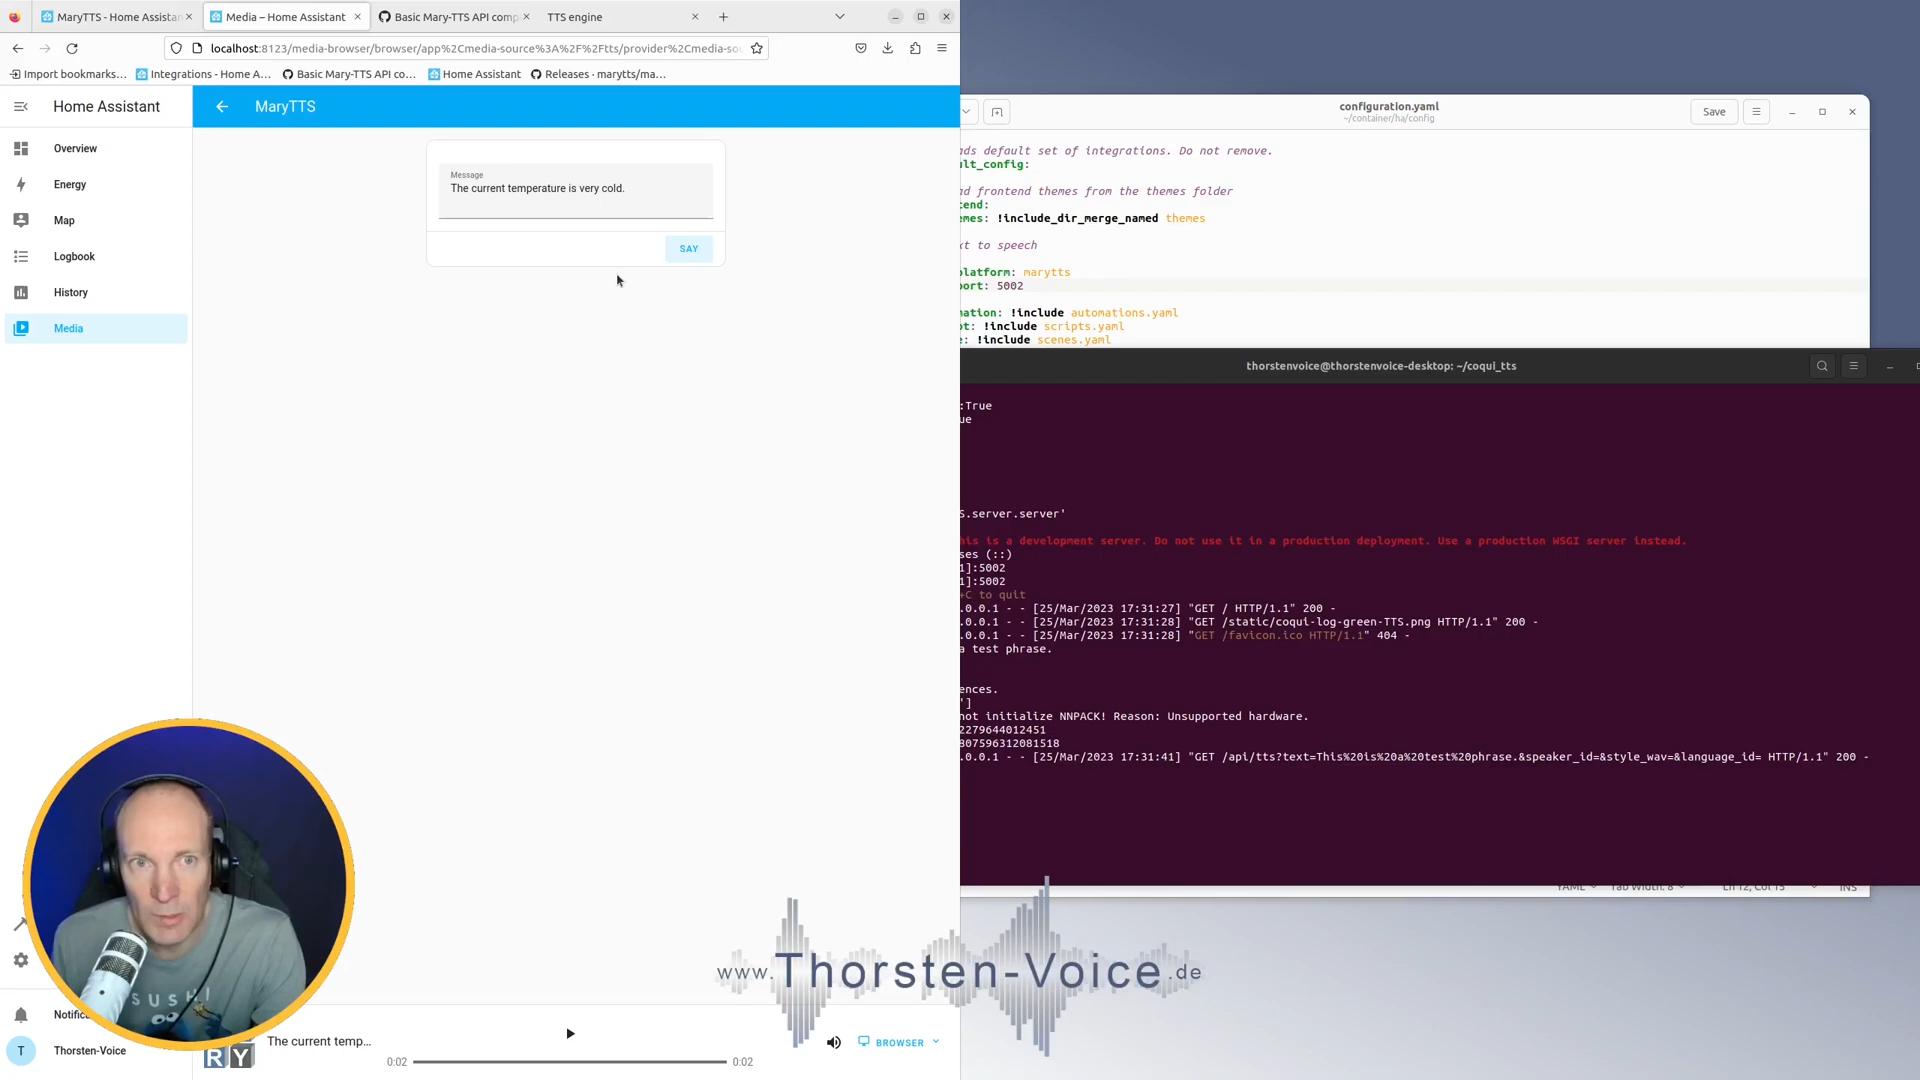 MaryTTS - Home Assistan
Media – Home Assistant
Basic Mary-TTS API comp
TTS engine
localhost:8123/media-browser/browser/app%2Cmedia-source%3A%2F%2Ftts/provider%2Cmedia-so
Import bookmarks...
Integrations - Home A...
Basic Mary-TTS API co...
Home Assistant
Releases · marytts/ma...
Home Assistant
MaryTTS
Overview
Energy
Map
Logbook
History
Media
Message
The current temperature is very cold.
SAY
configuration.yaml
~/container/ha/config
Save
ads default set of integrations. Do not remove.
ult_config:
ad frontend themes from the themes folder
tend:
emes: !include_dir_merge_named themes
xt to speech
platform: marytts
port: 5002
mation: !include automations.yaml
pt: !include scripts.yaml
e: !include scenes.yaml
thorstenvoice@thorstenvoice-desktop: ~/coqui_tts
:True
ue
S.server.server'
his is a development server. Do not use it in a production deployment. Use a production WSGI server instead.
ses (::)
1]:5002
1]:5002
+C to quit
.0.0.1 - - [25/Mar/2023 17:31:27] "GET / HTTP/1.1" 200 -
.0.0.1 - - [25/Mar/2023 17:31:28] "GET /static/coqui-log-green-TTS.png HTTP/1.1" 200 -
.0.0.1 - - [25/Mar/2023 17:31:28] "GET /favicon.ico HTTP/1.1" 404 -
a test phrase.
ences.
']
not initialize NNPACK! Reason: Unsupported hardware.
2279644012451
807596312081518
.0.0.1 - - [25/Mar/2023 17:31:41] "GET /api/tts?text=This%20is%20a%20test%20phrase.&speaker_id=&style_wav=&language_id= HTTP/1.1" 200 -
YAML
Tab Width: 8
Ln 12, Col 15
INS
SUSHI
www.Thorsten-Voice.de
Notific
T
Thorsten-Voice
RY
The current temp...
0:02
0:02
BROWSER